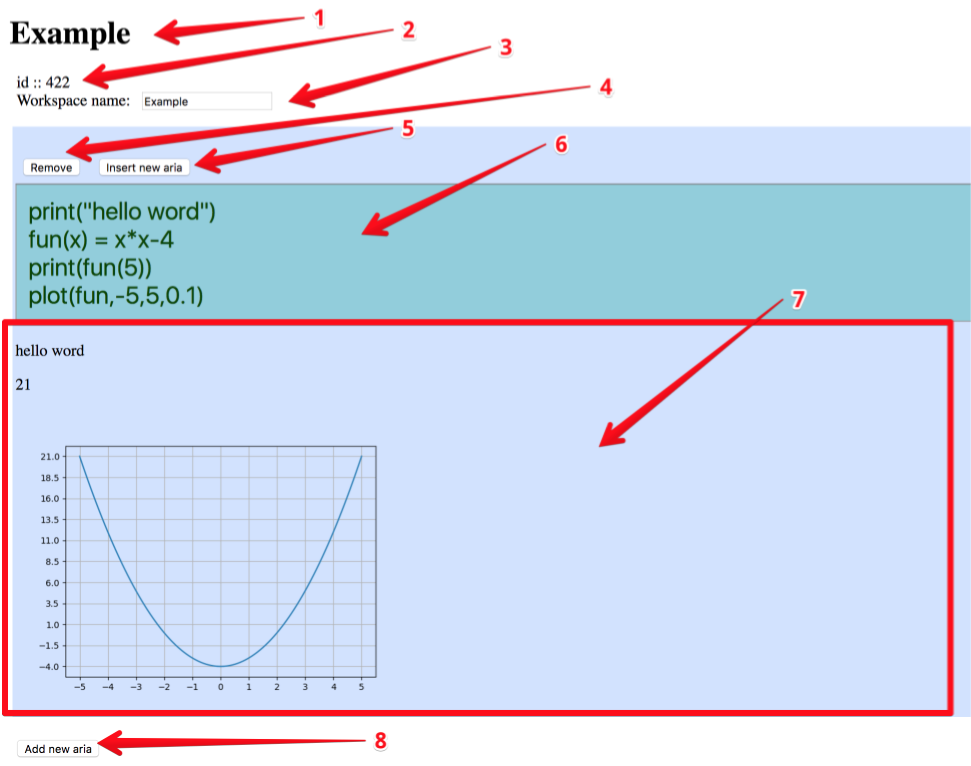 Example
1
2
3
id :: 422
Workspace name: Example
4
5
6
Remove Insert new aria
print("hello word")
fun(x) = x*x-4
print(fun(5))
plot(fun,-5,5,0.1)
7
hello word
21
21.0
18.5
16.0
13.5
11.0
8.5
6.0
3.5
1.0
−1.5
−4.0
−5 −4 −3 −2 −1 0 1 2 3 4 5
8
Add new aria